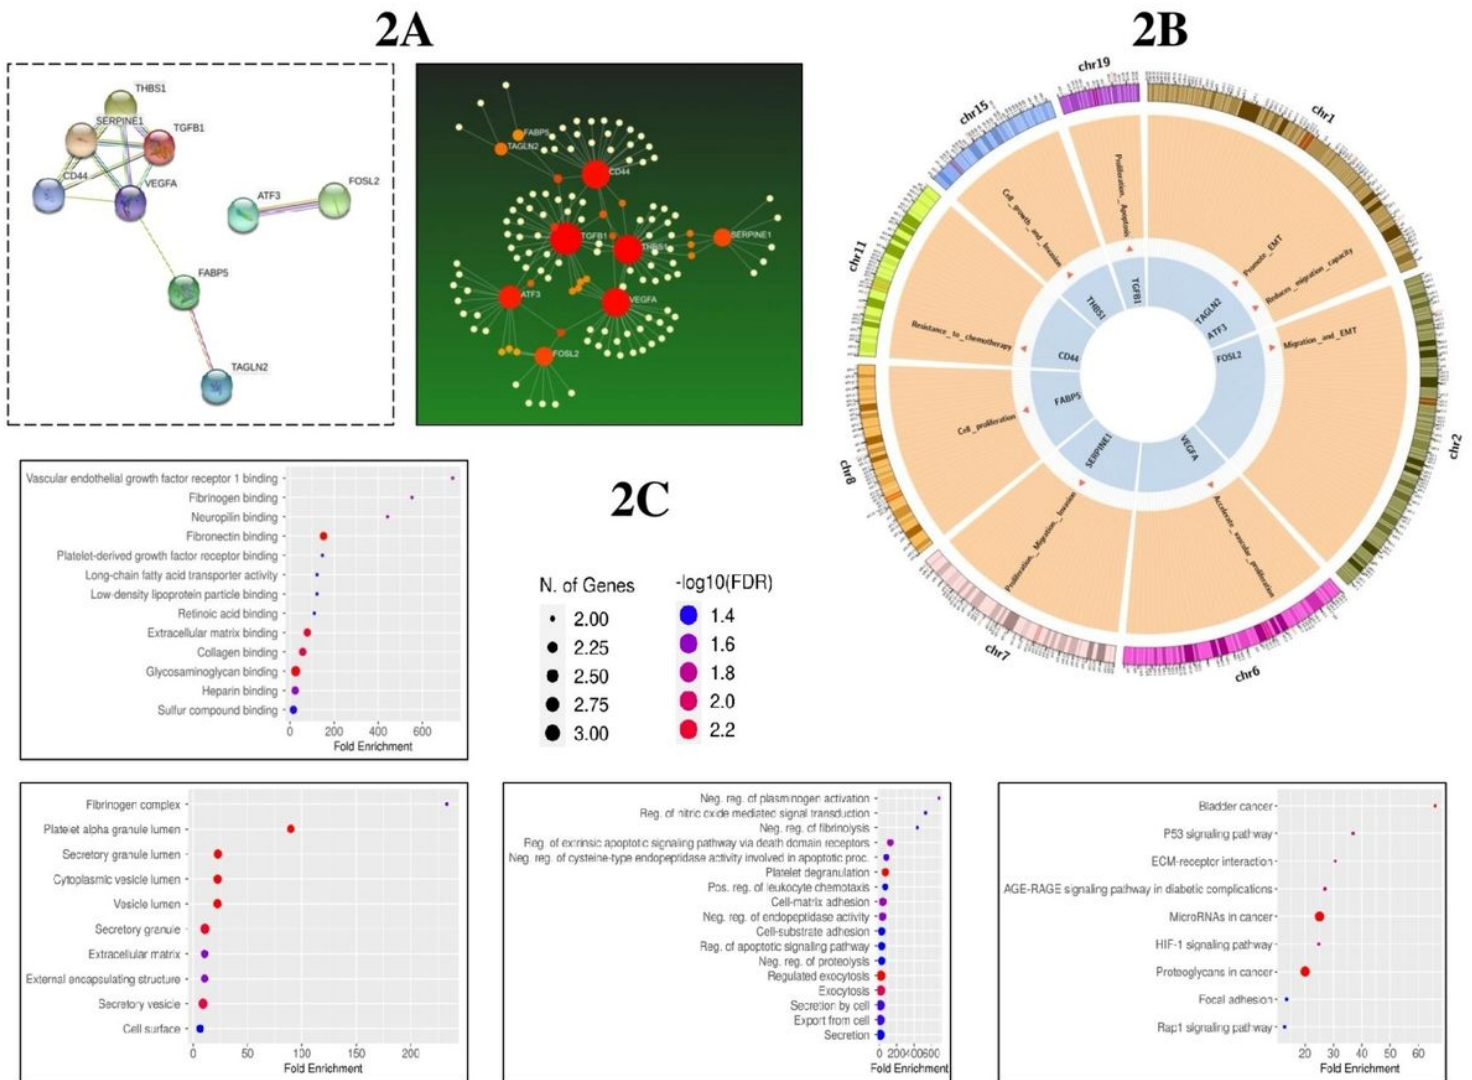 2A
2B
THBS1
SERPINE1
TGFB1
CD44
VEGFA
ATF3
FOSL2
FABP5
TAGLN2
FABP5
TAGLN2
CD44
TGFB1
THBS1
SERPINE1
ATF3
VEGFA
FOSL2
chr19
chr1
chr15
chr11
chr2
chr8
chr7
chr6
Proliferation,_Apoptosis
Cell_growth_and_Invasion
Promote_EMT
Reduces_migration_capacity
Resistance_to_chemotherapy
Migration_and_EMT
Cell_proliferation
Proliferation,_Migration,_Invasion
Accelerate_vascular_proliferation
TGFB1
THBS1
TAGLN2
ATF3
FOSL2
CD44
FABP5
SERPINE1
VEGFA
2C
Vascular endothelial growth factor receptor 1 binding
Fibrinogen binding
Neuropilin binding
Fibronectin binding
Platelet-derived growth factor receptor binding
Long-chain fatty acid transporter activity
Low-density lipoprotein particle binding
Retinoic acid binding
Extracellular matrix binding
Collagen binding
Glycosaminoglycan binding
Heparin binding
Sulfur compound binding
0 200 400 600
Fold Enrichment
N. of Genes
2.00
2.25
2.50
2.75
3.00
-log10(FDR)
1.4
1.6
1.8
2.0
2.2
Fibrinogen complex
Platelet alpha granule lumen
Secretory granule lumen
Cytoplasmic vesicle lumen
Vesicle lumen
Secretory granule
Extracellular matrix
External encapsulating structure
Secretory vesicle
Cell surface
0 50 100 150 200
Fold Enrichment
Neg. reg. of plasminogen activation
Reg. of nitric oxide mediated signal transduction
Neg. reg. of fibrinolysis
Reg. of extrinsic apoptotic signaling pathway via death domain receptors
Neg. reg. of cysteine-type endopeptidase activity involved in apoptotic proc.
Platelet degranulation
Pos. reg. of leukocyte chemotaxis
Cell-matrix adhesion
Neg. reg. of endopeptidase activity
Cell-substrate adhesion
Reg. of apoptotic signaling pathway
Neg. reg. of proteolysis
Regulated exocytosis
Exocytosis
Secretion by cell
Export from cell
Secretion
0 200400600
Fold Enrichment
Bladder cancer
P53 signaling pathway
ECM-receptor interaction
AGE-RAGE signaling pathway in diabetic complications
MicroRNAs in cancer
HIF-1 signaling pathway
Proteoglycans in cancer
Focal adhesion
Rap1 signaling pathway
20 30 40 50 60
Fold Enrichment